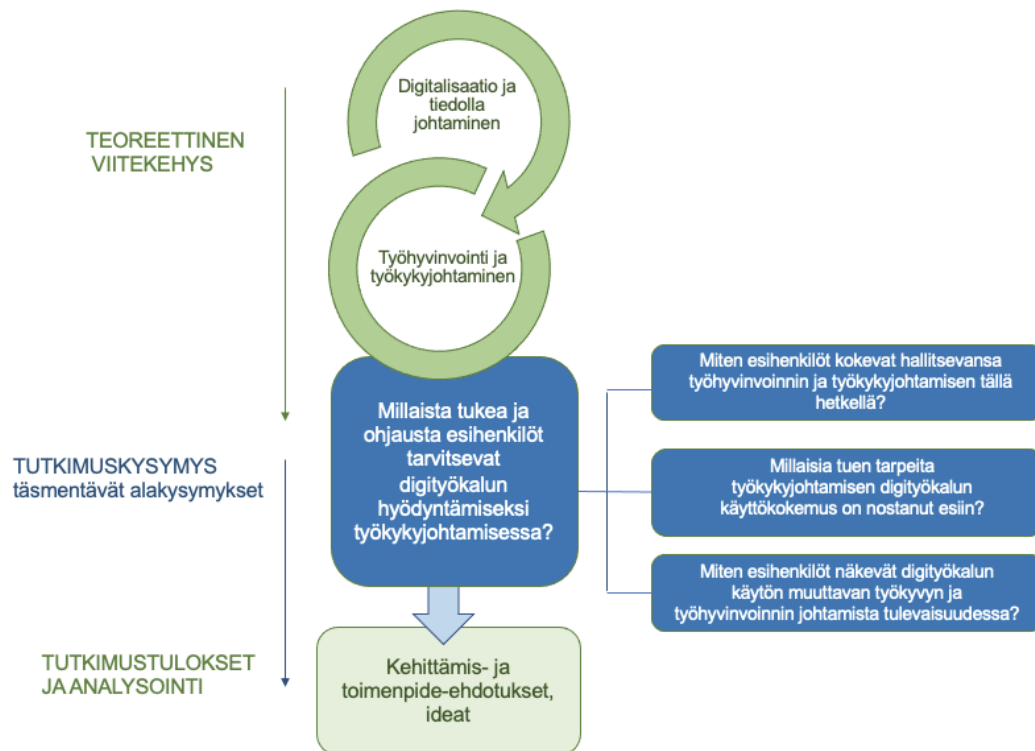 Digitalisaatio ja
tiedolla
johtaminen
TEOREETTINEN
VIITEKEHYS
Työhyvinvointi ja
työkykyjohtaminen
Millaista tukea ja
ohjausta esihenkilöt
tarvitsevat
digityökalun
hyödyntämiseksi
työkykyjohtamisessa?
Miten esihenkilöt kokevat hallitsevansa
työhyvinvoinnin ja työkykyjohtamisen tällä
hetkellä?
TUTKIMUSKYSYMYS
täsmentävät alakysymykset
Millaisia tuen tarpeita
työkykyjohtamisen digityökalun
käyttökokemus on nostanut esiin?
Miten esihenkilöt näkevät digityökalun
käytön muuttavan työkyvyn ja
työhyvinvoinnin johtamista tulevaisuudessa?
TUTKIMUSTULOKSET
JA ANALYSOINTI
Kehittämis- ja
toimenpide-ehdotukset,
ideat